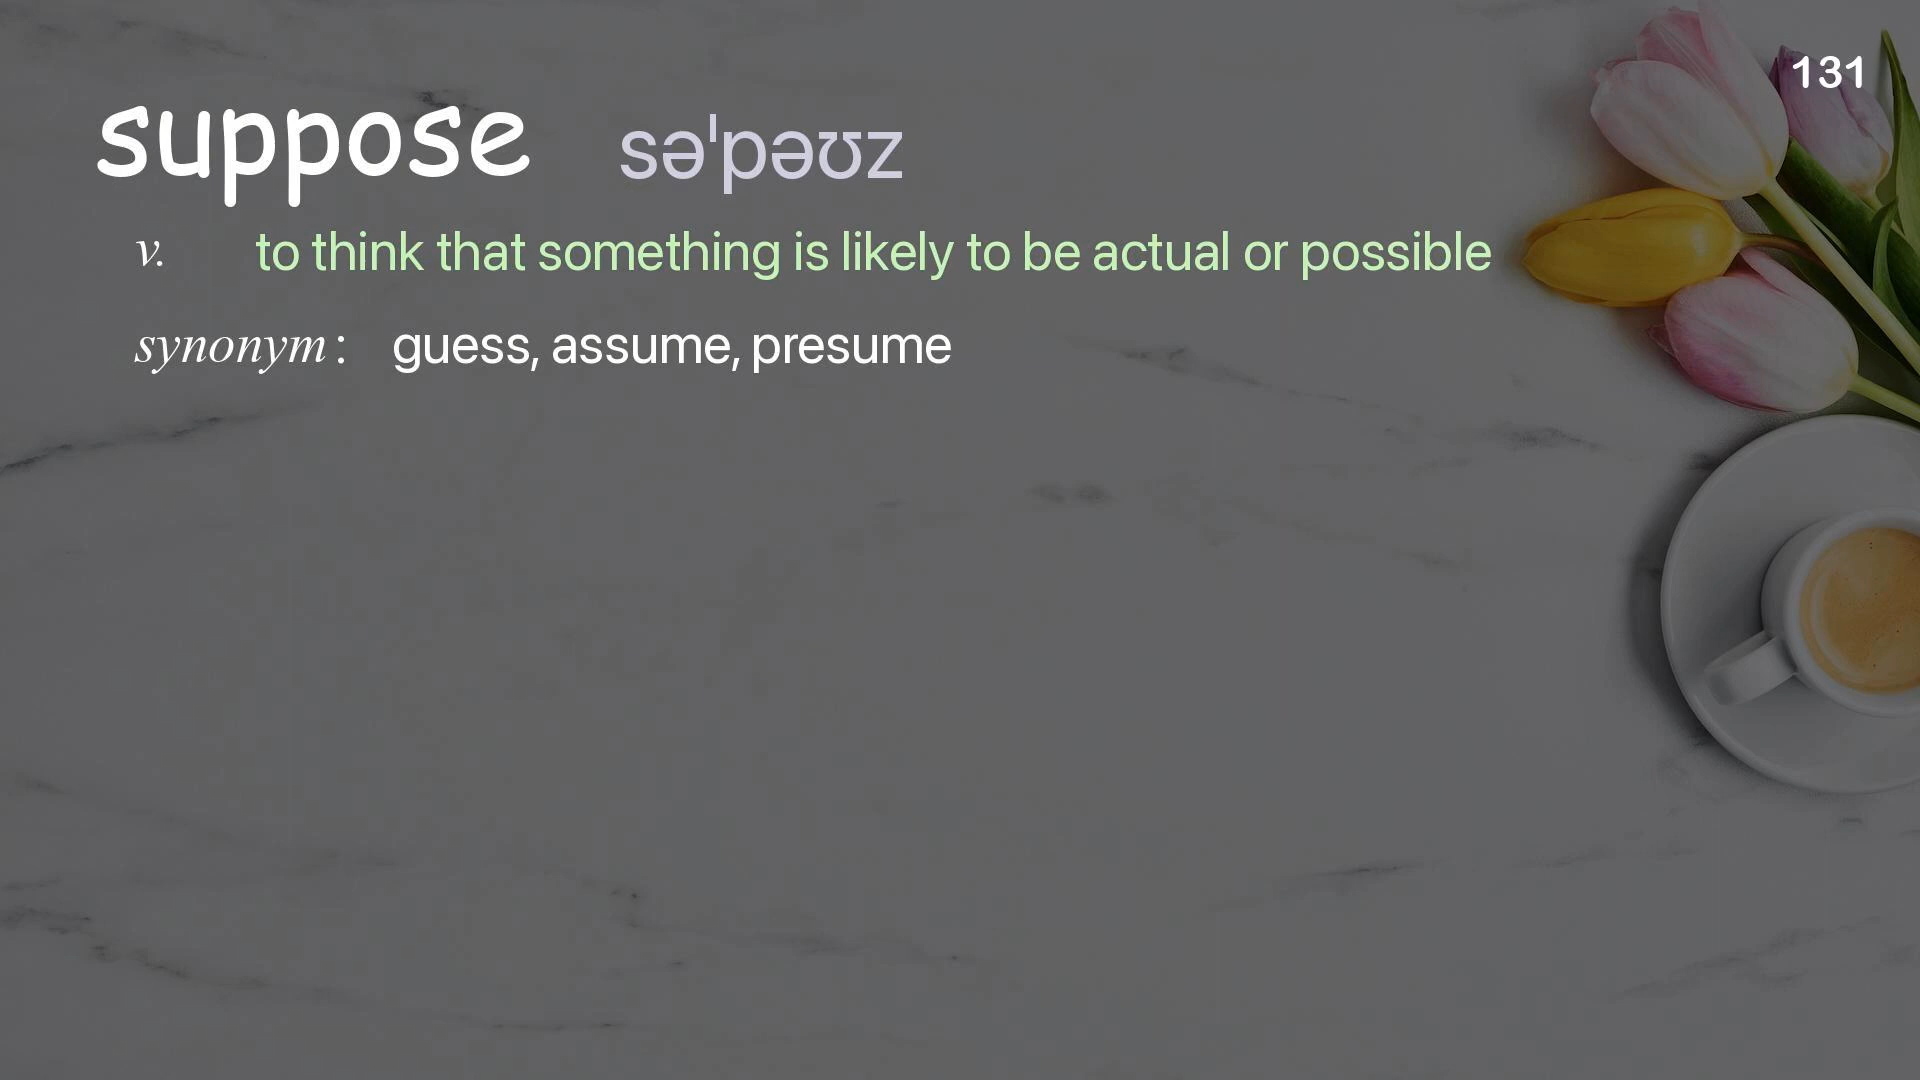 131
suppose səˈpəʊz
v. to think that something is likely to be actual or possible
synonym : guess, assume, presume